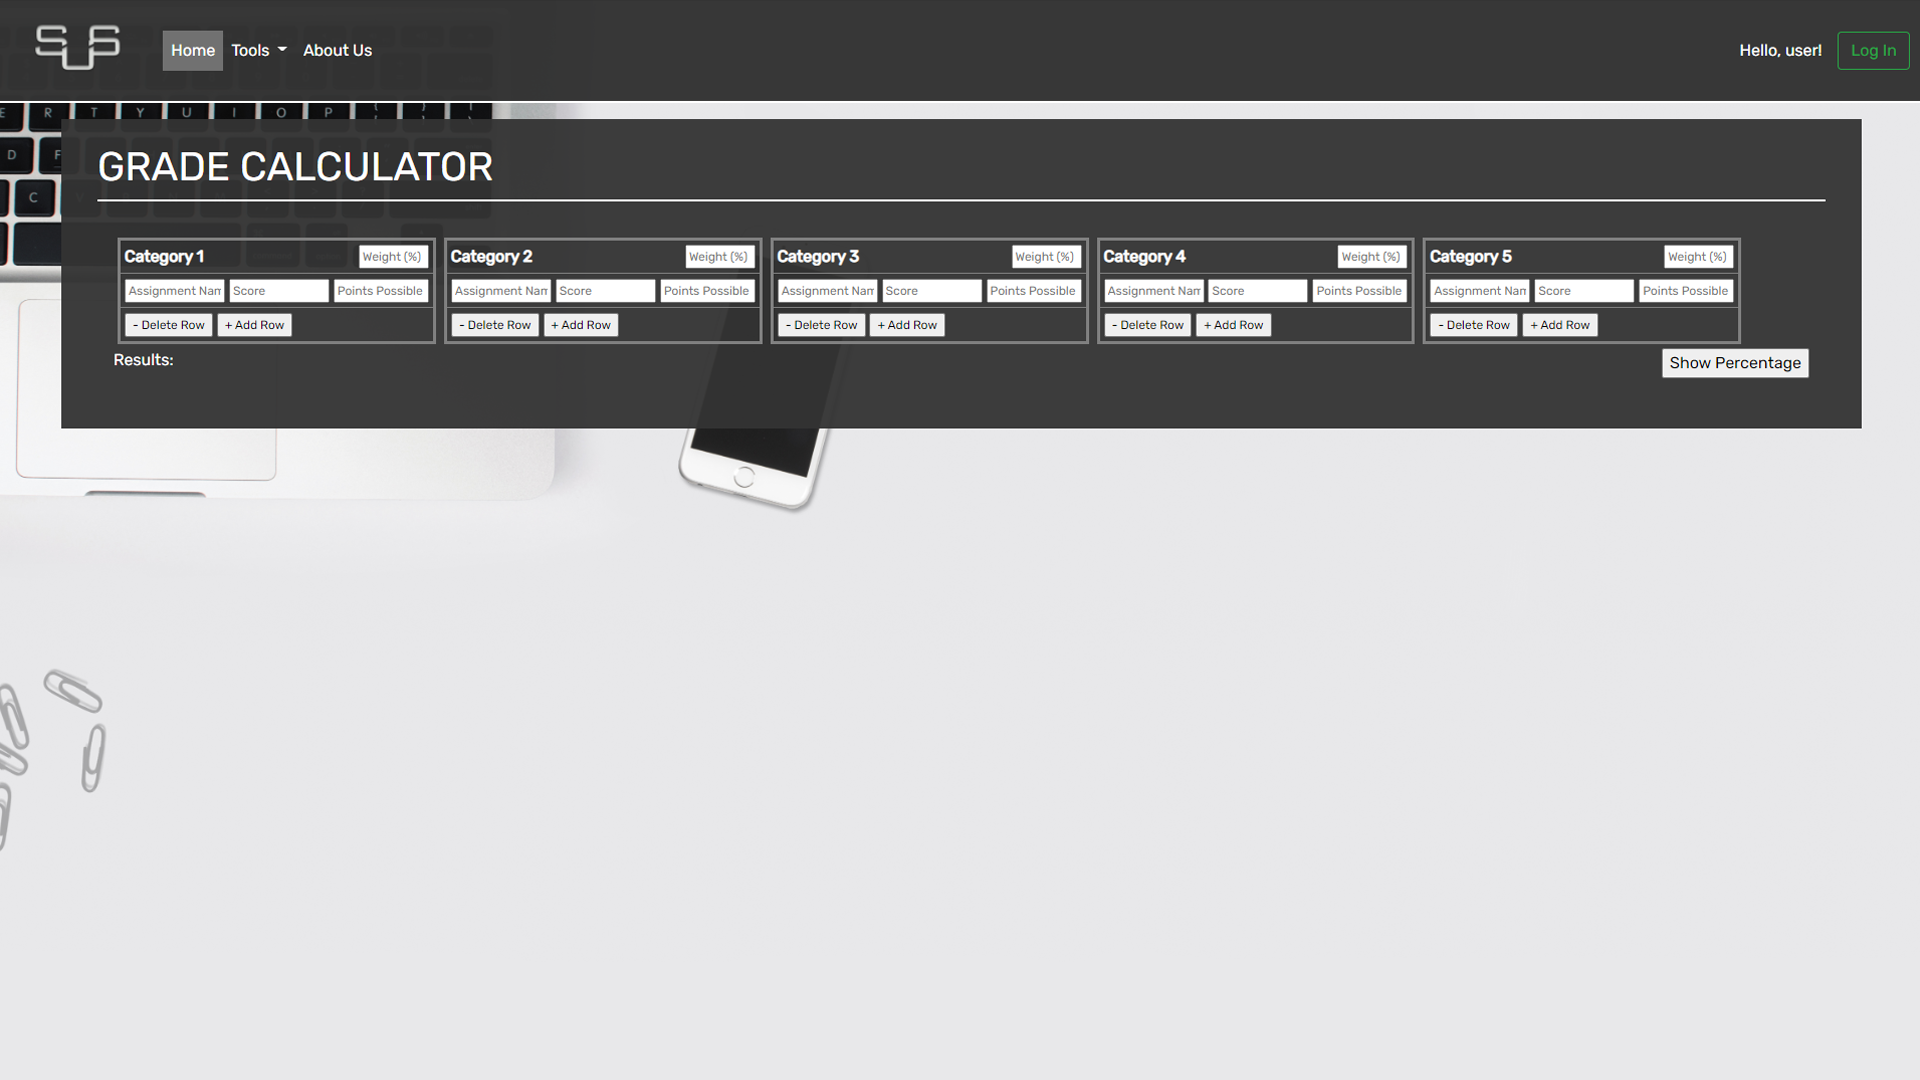 SUS
Home Tools About Us Hello, user! Log In
E R T Y U I O P
D F
C
GRADE CALCULATOR
Category 1 Weight (%) Category 2 Weight (%) Category 3 Weight (%) Category 4 Weight (%) Category 5 Weight (%)
Assignment Nam Score Points Possible Assignment Nam Score Points Possible Assignment Nam Score Points Possible Assignment Nam Score Points Possible Assignment Nam Score Points Possible
- Delete Row + Add Row - Delete Row + Add Row - Delete Row + Add Row - Delete Row + Add Row - Delete Row + Add Row
Results: Show Percentage